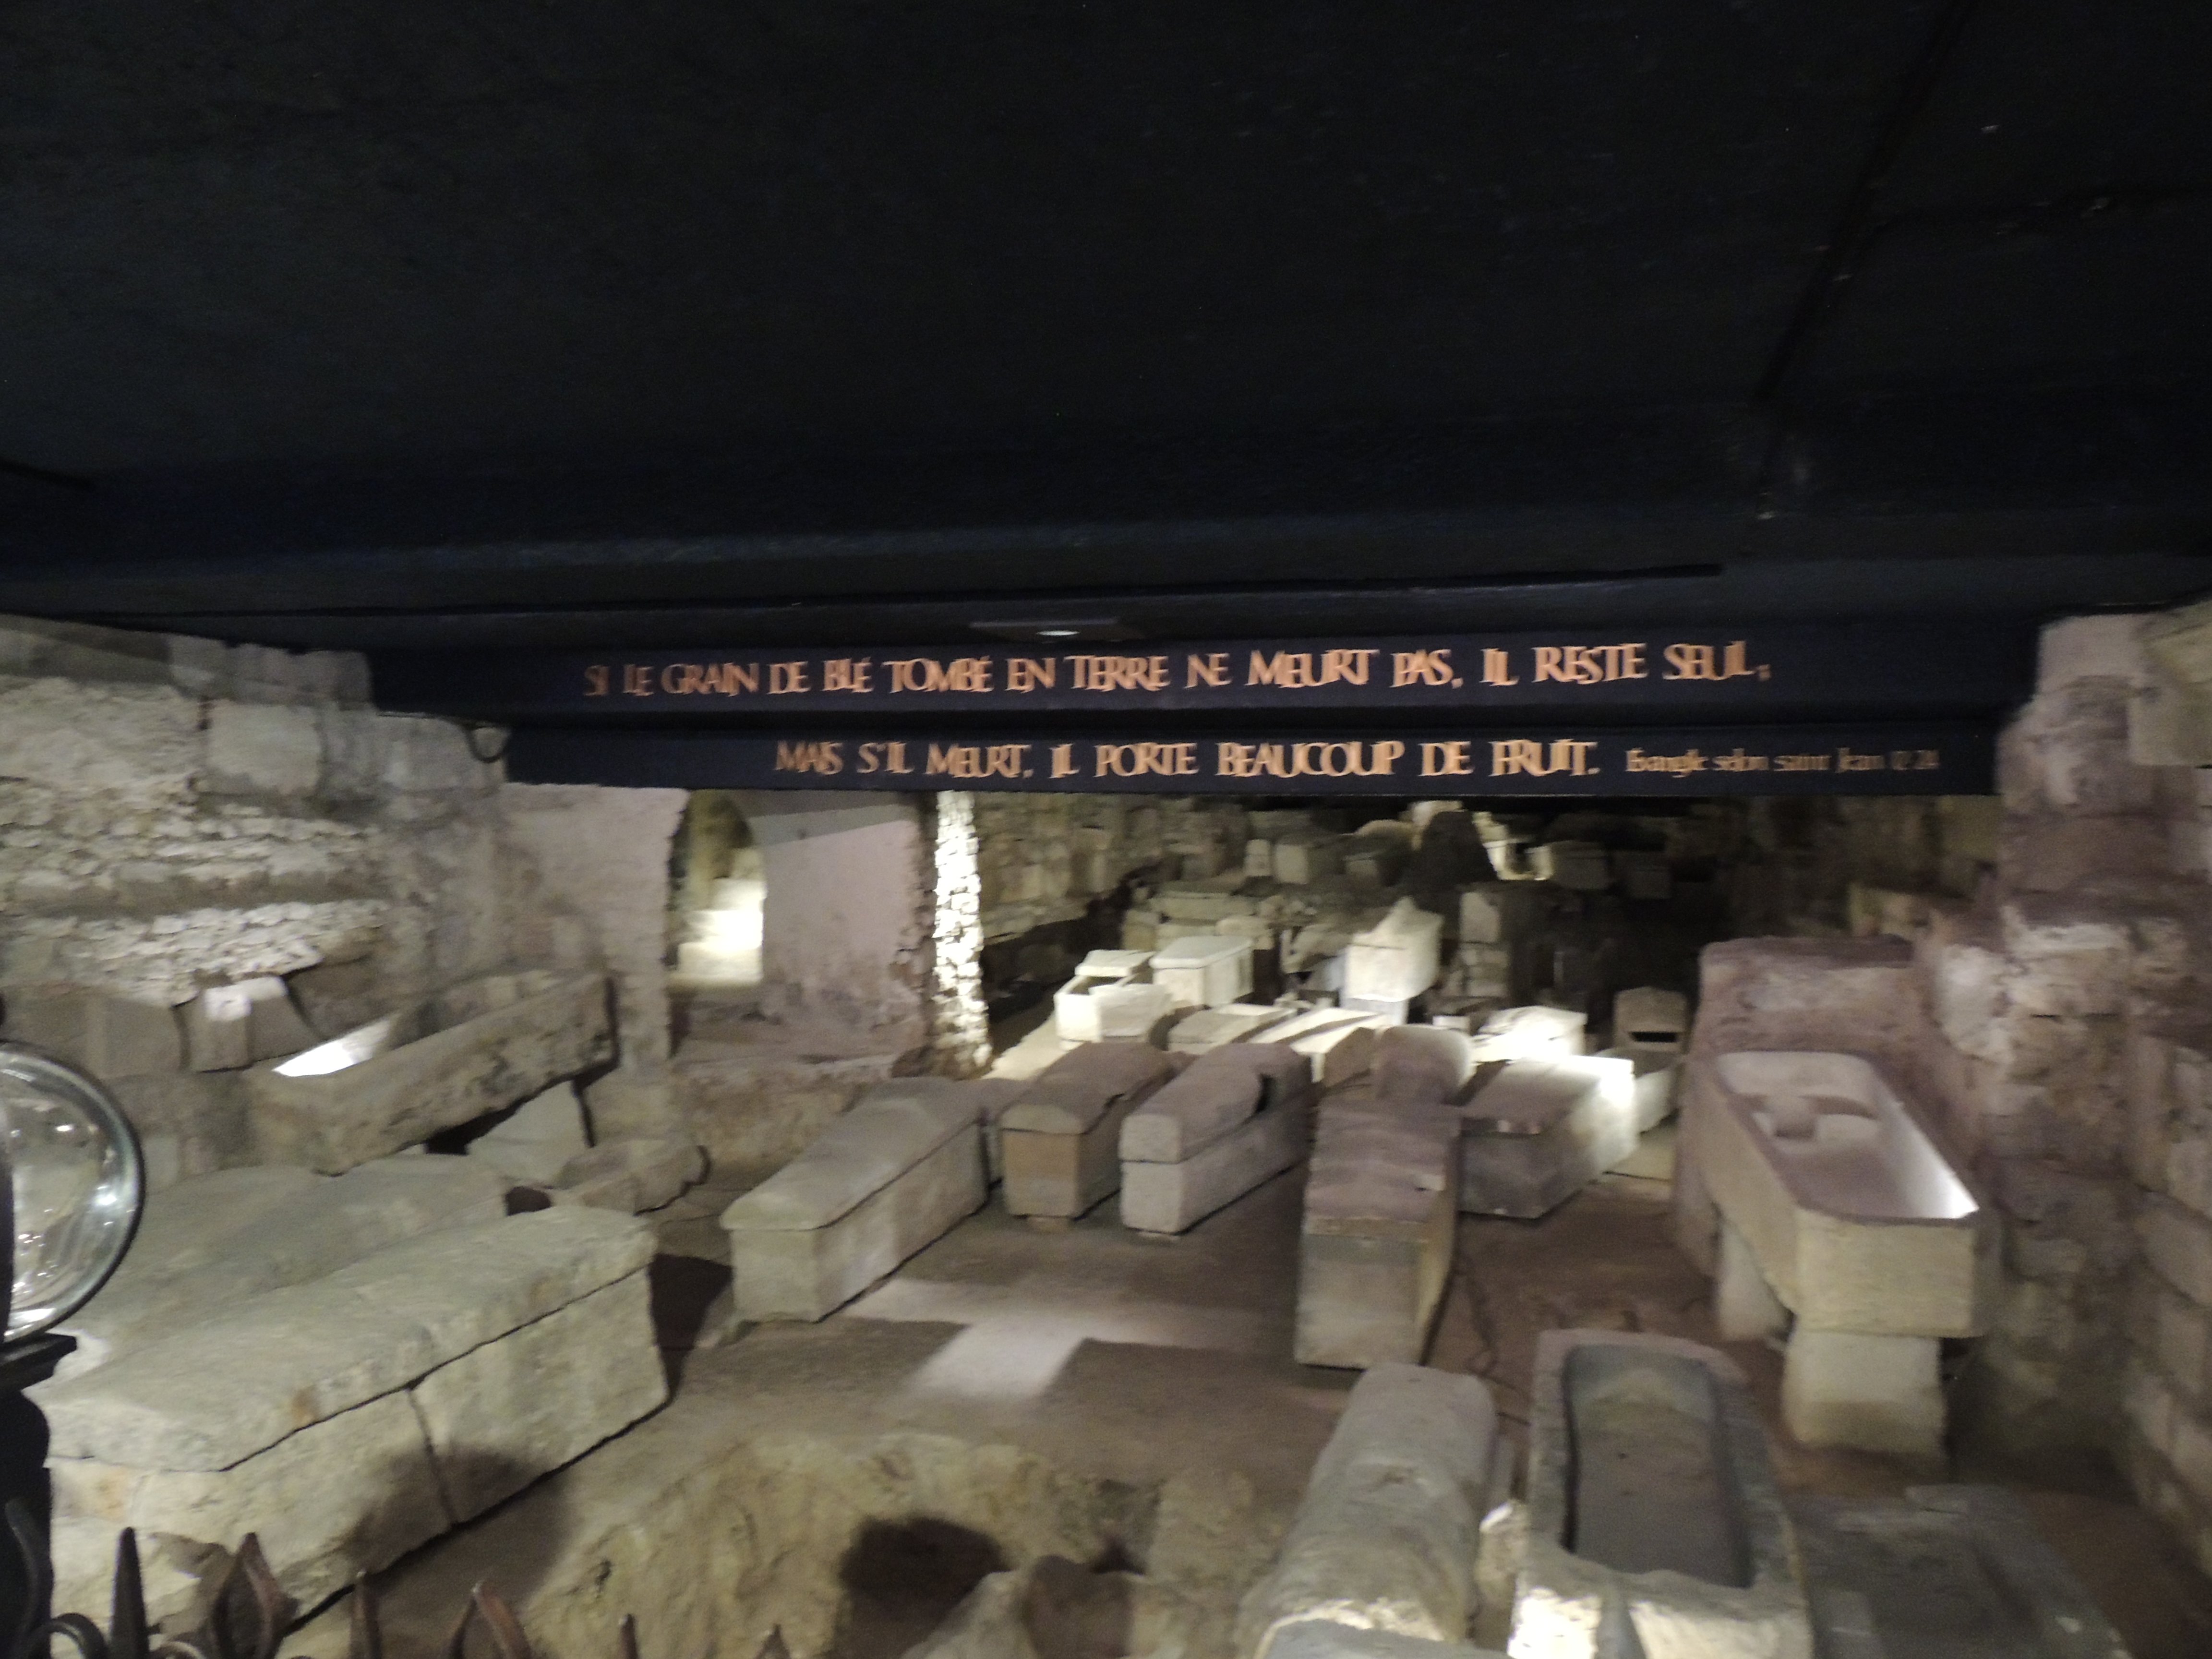 SI LE GRAIN DE BLÉ TOMBÉ EN TERRE NE MEURT PAS, IL RESTE SEUL;
MAIS S'IL MEURT, IL PORTE BEAUCOUP DE FRUIT. Évangile selon saint Jean 12 24